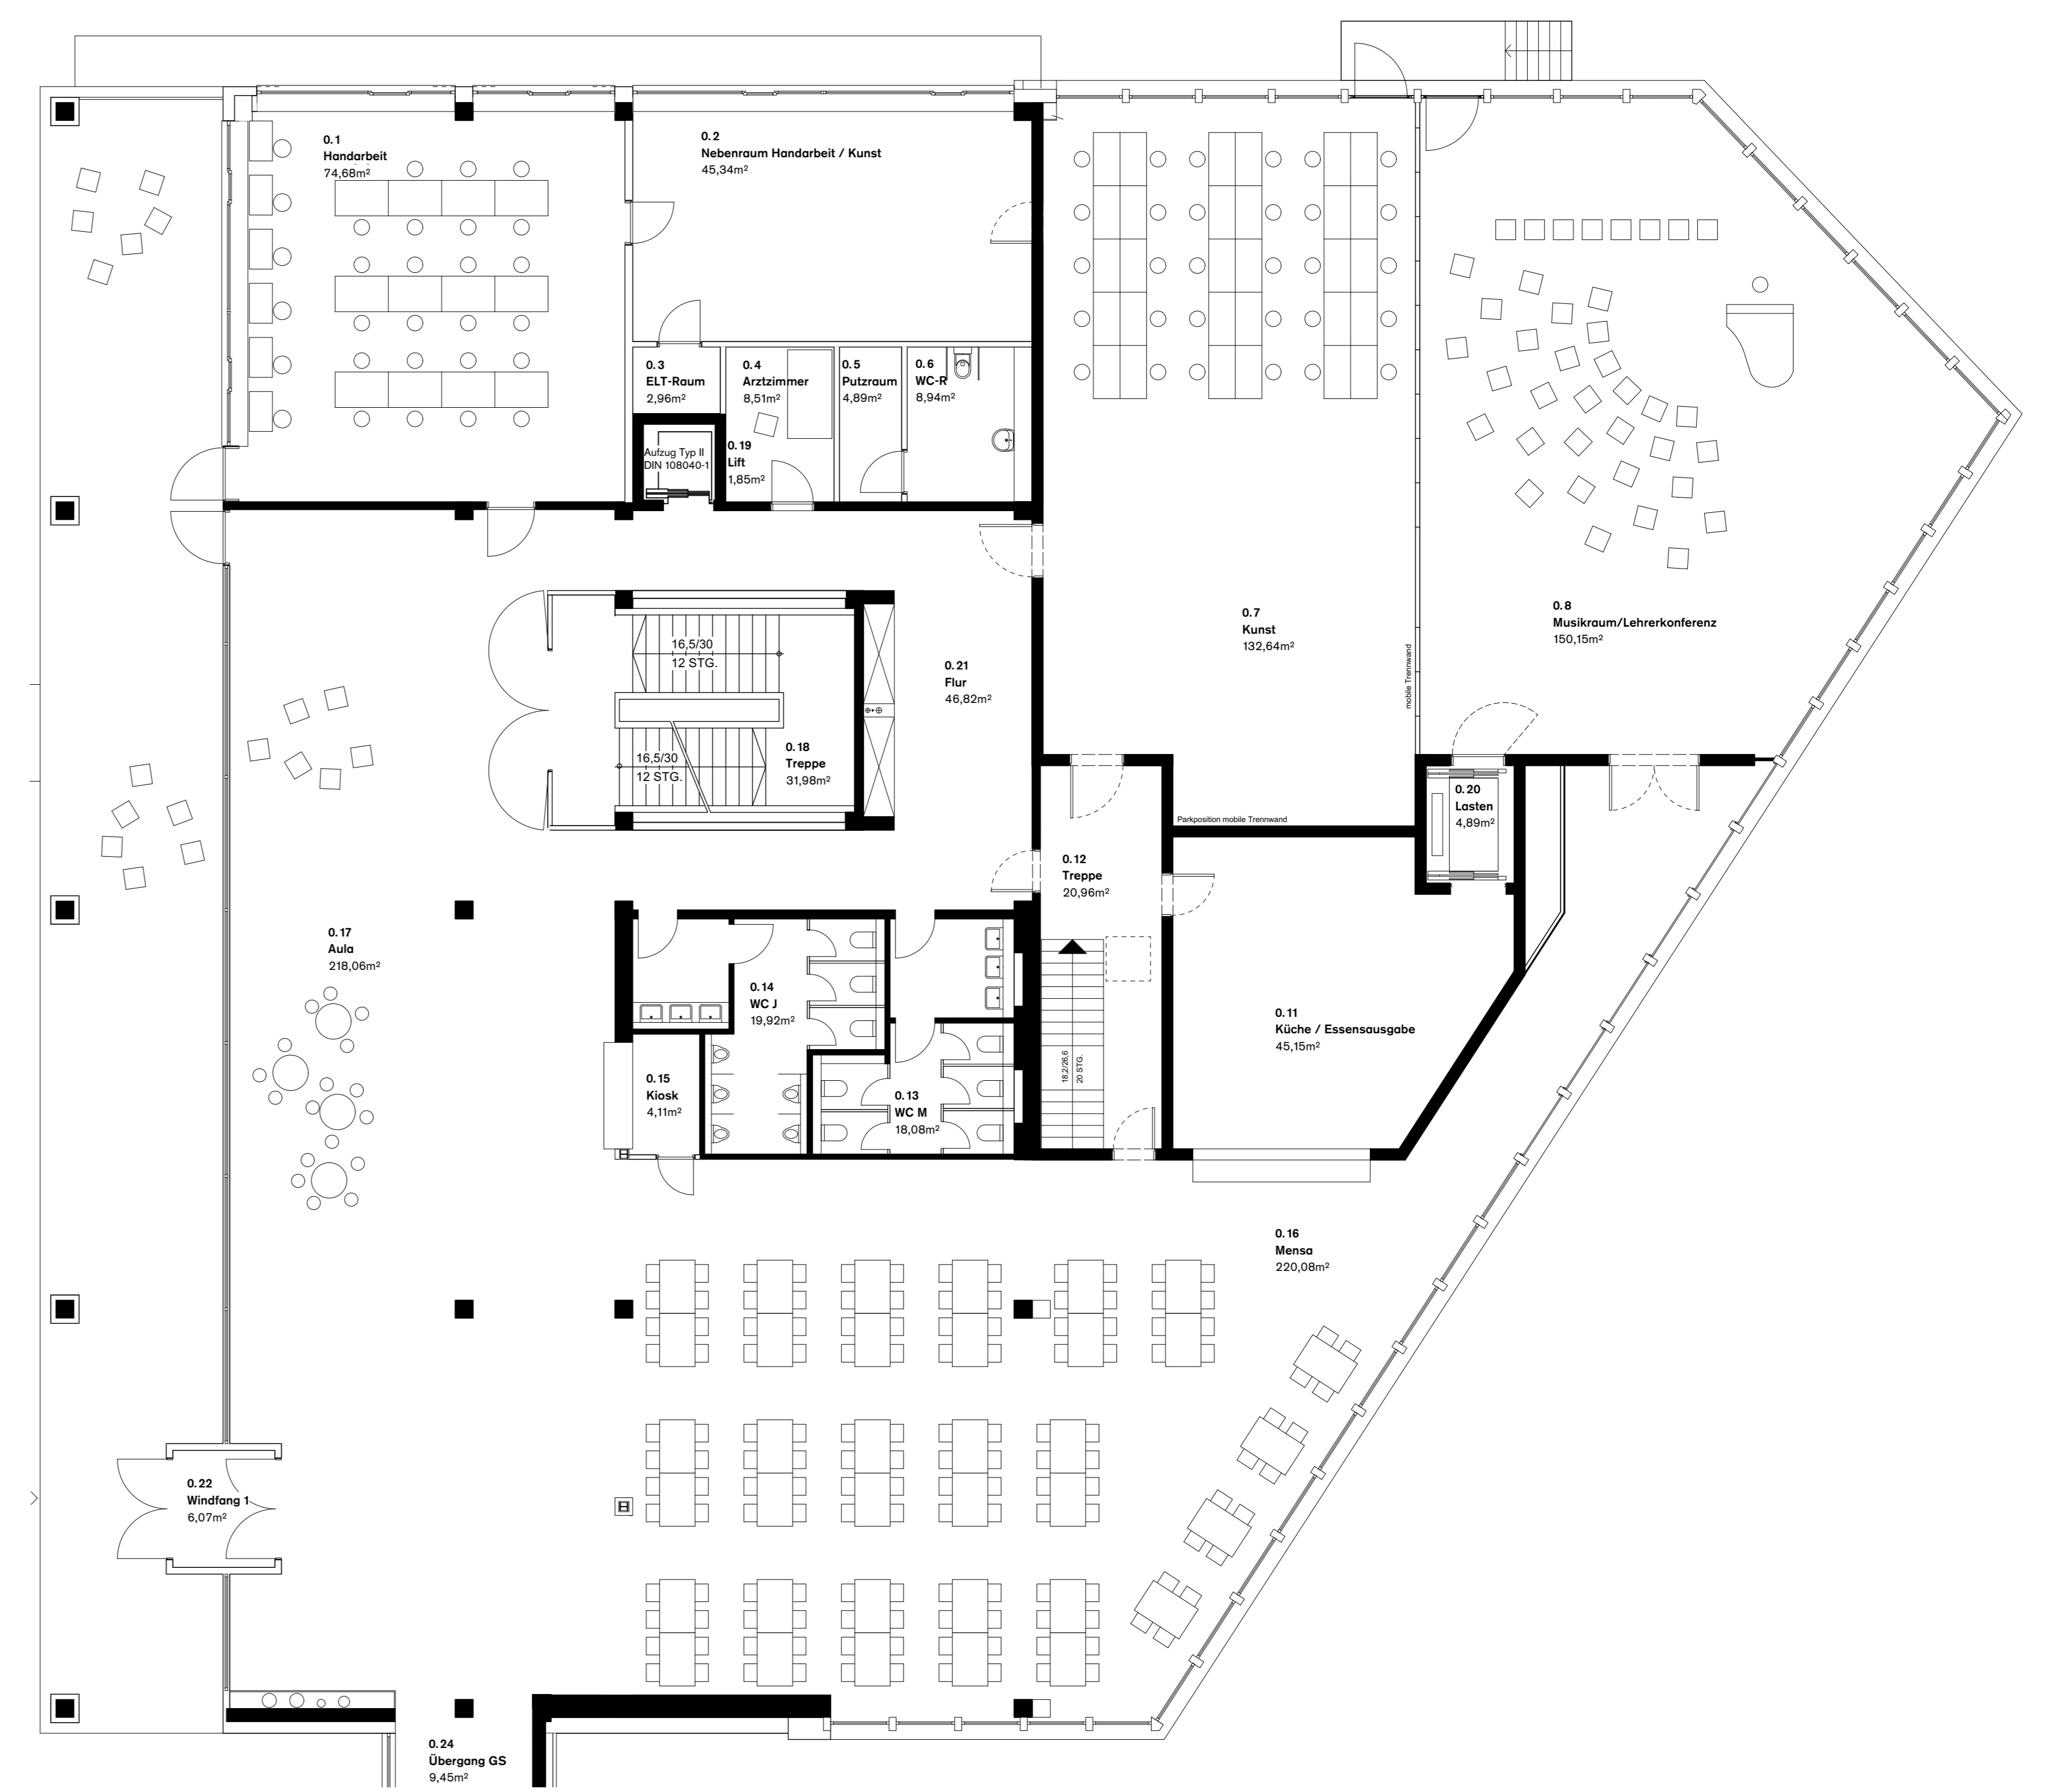 0.1
Handarbeit
74,68m²
0.2
Nebenraum Handarbeit / Kunst
45,34m²
0.3
ELT-Raum
2,96m²
0.4
Arztzimmer
8,51m²
0.5
Putzraum
4,89m²
0.6
WC-R
8,94m²
Aufzug Typ II
DIN 108040-1
0.19
Lift
1,85m²
0.7
Kunst
132,64m²
mobile Trennwand
0.8
Musikraum/Lehrerkonferenz
150,15m²
16,5/30
12 STG.
16,5/30
12 STG.
0.18
Treppe
31,98m²
0.21
Flur
46,82m²
Parkposition mobile Trennwand
0.20
Lasten
4,89m²
0.12
Treppe
20,96m²
18,2/26,6
20 STG.
0.17
Aula
218,06m²
0.14
WC J
19,92m²
0.15
Kiosk
4,11m²
0.13
WC M
18,08m²
0.11
Küche / Essensausgabe
45,15m²
0.16
Mensa
220,08m²
0.22
Windfang 1
6,07m²
0.24
Übergang GS
9,45m²